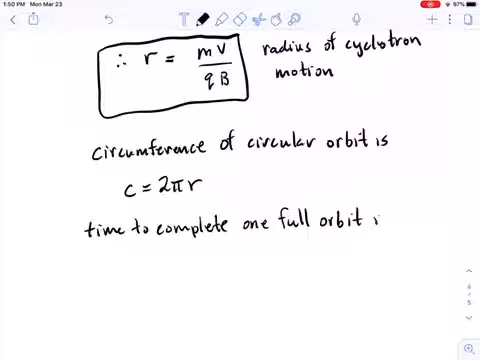 1:50 PM Mon Mar 23
97%
∴ r = mv / qB
radius of cyclotron
motion
circumference of circular orbit is
c = 2πr
time to complete one full orbit i